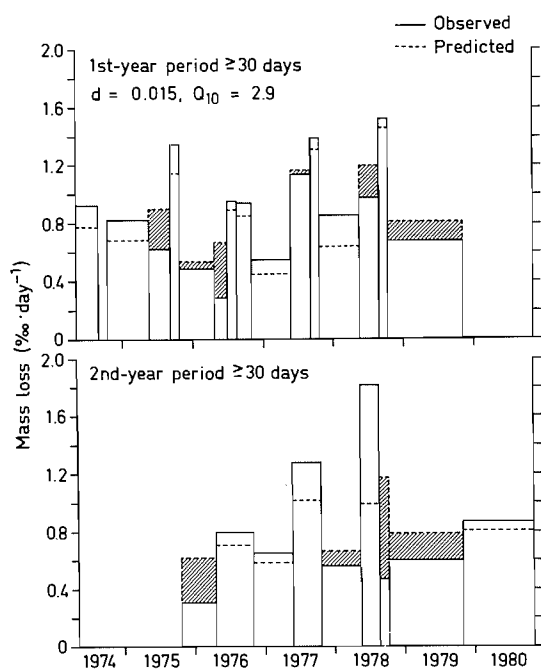 Observed
Predicted
1st-year period ≥30 days
d = 0.015, Q10 = 2.9
2.0
1.6
1.2
0.8
0.4
0
Mass loss (‰·day−1)
2nd-year period ≥30 days
2.0
1.6
1.2
0.8
0.4
0
1974 1975 1976 1977 1978 1979 1980